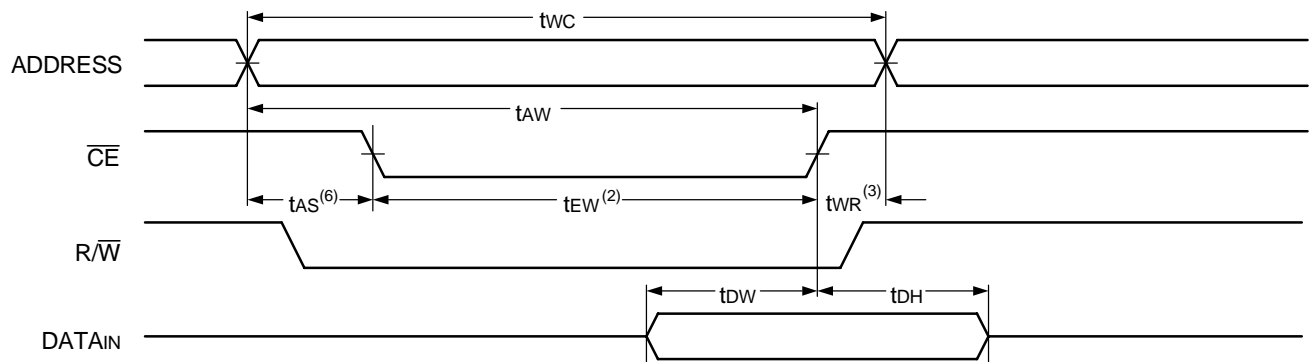 tWC
ADDRESS
tAW
CE
tAS(6)
tEW(2)
tWR(3)
R/W
tDW
tDH
DATAIN